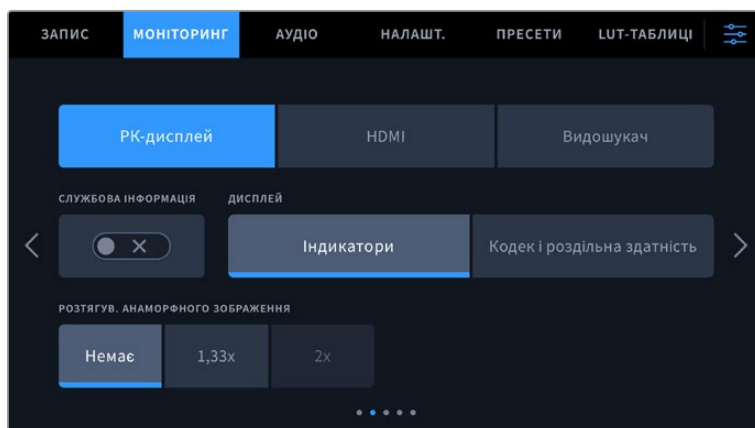 ЗАПИС МОНІТОРИНГ АУДІО НАЛАШТ. ПРЕСЕТИ LUT-ТАБЛИЦІ
РК-дисплей HDMI Видошукач
СЛУЖБОВА ІНФОРМАЦІЯ ДИСПЛЕЙ
Індикатори Кодек і роздільна здатність
РОЗТЯГУВ. АНАМОРФНОГО ЗОБРАЖЕННЯ
Немає 1,33x 2x